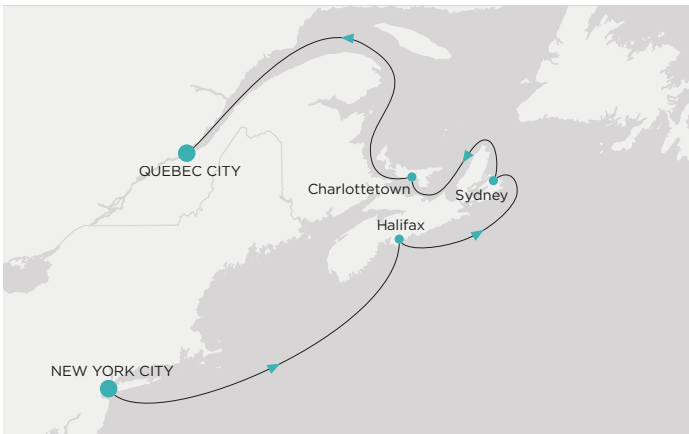 QUEBEC CITY
Charlottetown
Sydney
Halifax
NEW YORK CITY